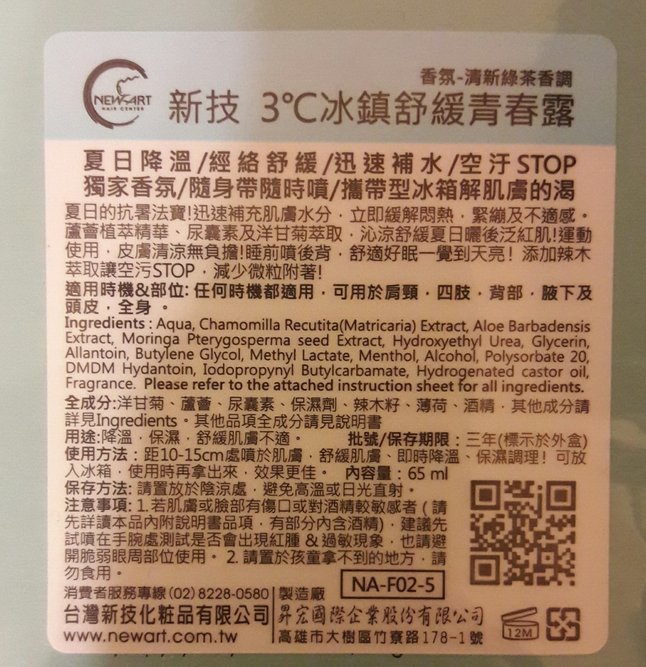 香氛-清新綠茶香調
NEW-ART
HAIR CENTER
新技 3℃冰鎮舒緩青春露
夏日降溫/經絡舒緩/迅速補水/空汙STOP
獨家香氛/隨身帶隨時噴/攜帶型冰箱解肌膚的渴
夏日的抗暑法寶!迅速補充肌膚水分，立即緩解悶熱，緊繃及不適感。
蘆薈植萃精華、尿囊素及洋甘菊萃取，沁涼舒緩夏日曬後泛紅肌!運動
使用，皮膚清涼無負擔!睡前噴後背，舒適好眠一覺到天亮! 添加辣木
萃取讓空污STOP，減少微粒附著!
適用時機&部位: 任何時機都適用，可用於肩頸，四肢，背部，腋下及
頭皮，全身 。
Ingredients : Aqua, Chamomilla Recutita(Matricaria) Extract, Aloe Barbadensis
Extract, Moringa Pterygosperma seed Extract, Hydroxyethyl Urea, Glycerin,
Allantoin, Butylene Glycol, Methyl Lactate, Menthol, Alcohol, Polysorbate 20,
DMDM Hydantoin, Iodopropynyl Butylcarbamate, Hydrogenated castor oil,
Fragrance. Please refer to the attached instruction sheet for all ingredients.
全成分:洋甘菊、蘆薈、尿囊素、保濕劑、辣木籽、薄荷、酒精，其他成分請
詳見Ingredients。其他品項全成分請見說明書
用途:降溫，保濕，舒緩肌膚不適。 批號/保存期限：三年(標示於外盒)
使用方法：距10-15cm處噴於肌膚，舒緩肌膚、即時降溫、保濕調理！可放
入冰箱，使用時再拿出來，效果更佳。 內容量：65 ml
保存方法: 請置放於陰涼處，避免高溫或日光直射。
注意事項: 1.若肌膚或臉部有傷口或對酒精較敏感者 ( 請
先詳讀本品內附說明書品項，有部分內含酒精)，建議先
試噴在手腕處測試是否會出現紅腫 & 過敏現象，也請避
開脆弱眼周部位使用。 2. 請置於孩童拿不到的地方，請
勿食用。
消費者服務專線(02) 8228-0580 製造廠 NA-F02-5
台灣新技化粧品有限公司 昇宏國際企業股份有限公司
www.newart.com.tw 高雄市大樹區竹寮路178-1號 12M